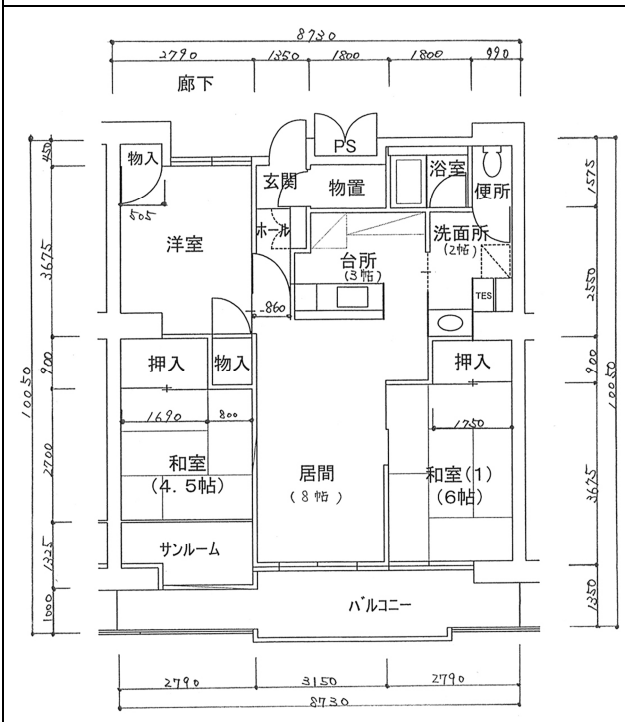 8730
2790 1350 1800 1800 990
廊下
PS
物入
玄関
物置
浴室
便所
505
ホール
洋室
台所
(3帖)
洗面所
(2帖)
TES
860
押入
物入
押入
1690 800
1750
和室
(4.5帖)
居間
(8帖)
和室(1)
(6帖)
サンルーム
バルコニー
10050
450
3675
900
2700
1325
1000
1575
2550
900
3675
1350
10050
2790 3150 2790
8730